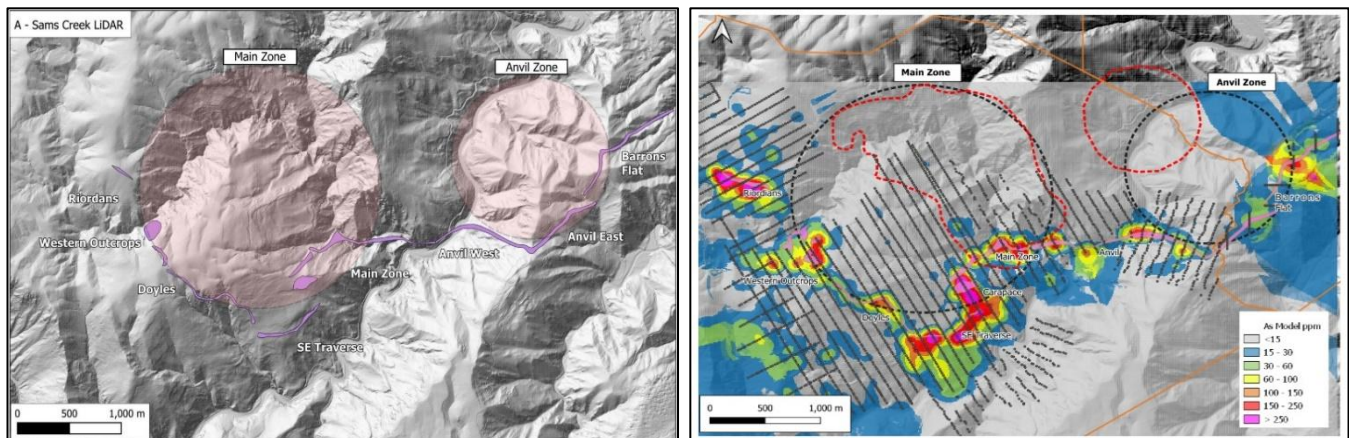 A - Sams Creek LiDAR
Main Zone
Anvil Zone
Barrons
Flat
Riordans
Western Outcrops
Anvil East
Anvil West
Main Zone
Doyles
SE Traverse
0 500 1,000 m
Main Zone
Anvil Zone
Riordans
Barrons
Flat
Western Outcrops
Main Zone
Anvil
Carapace
Doyles
SE Traverse
As Model ppm
<15
15 - 30
30 - 60
60 - 100
100 - 150
150 - 250
> 250
0 500 1,000 m